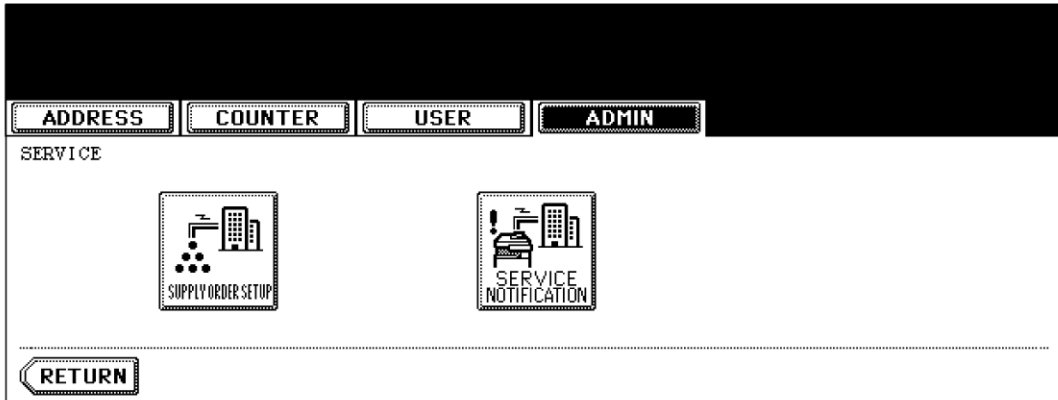 ADDRESS COUNTER USER ADMIN
SERVICE
SUPPLY ORDER SETUP
SERVICE
NOTIFICATION
RETURN